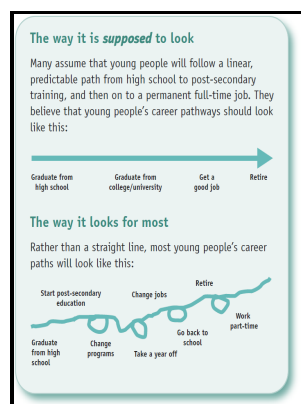 The way it is supposed to look
Many assume that young people will follow a linear,
predictable path from high school to post-secondary
training, and then on to a permanent full-time job. They
believe that young people's career pathways should look
like this:
Graduate from
high school
Graduate from
college/university
Get a
good job
Retire
The way it looks for most
Rather than a straight line, most young people's career
paths will look like this:
Start post-secondary
education
Change jobs
Retire
Graduate
from high
school
Change
programs
Take a year off
Go back to
school
Work
part-time